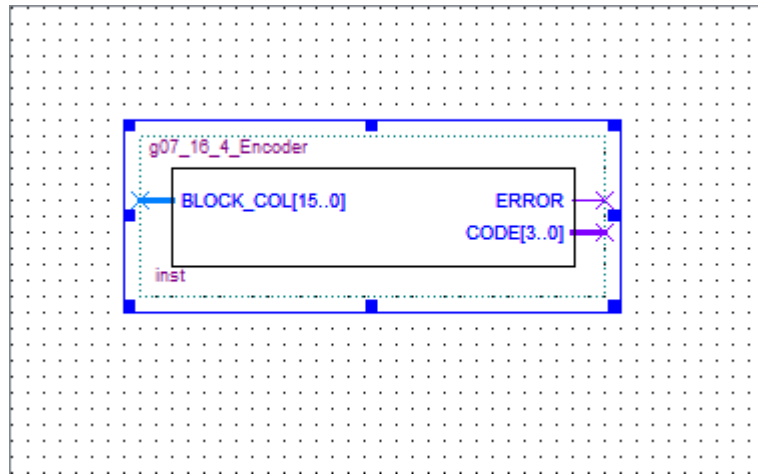 g07_16_4_Encoder
BLOCK_COL[15..0] ERROR
CODE[3..0]
inst